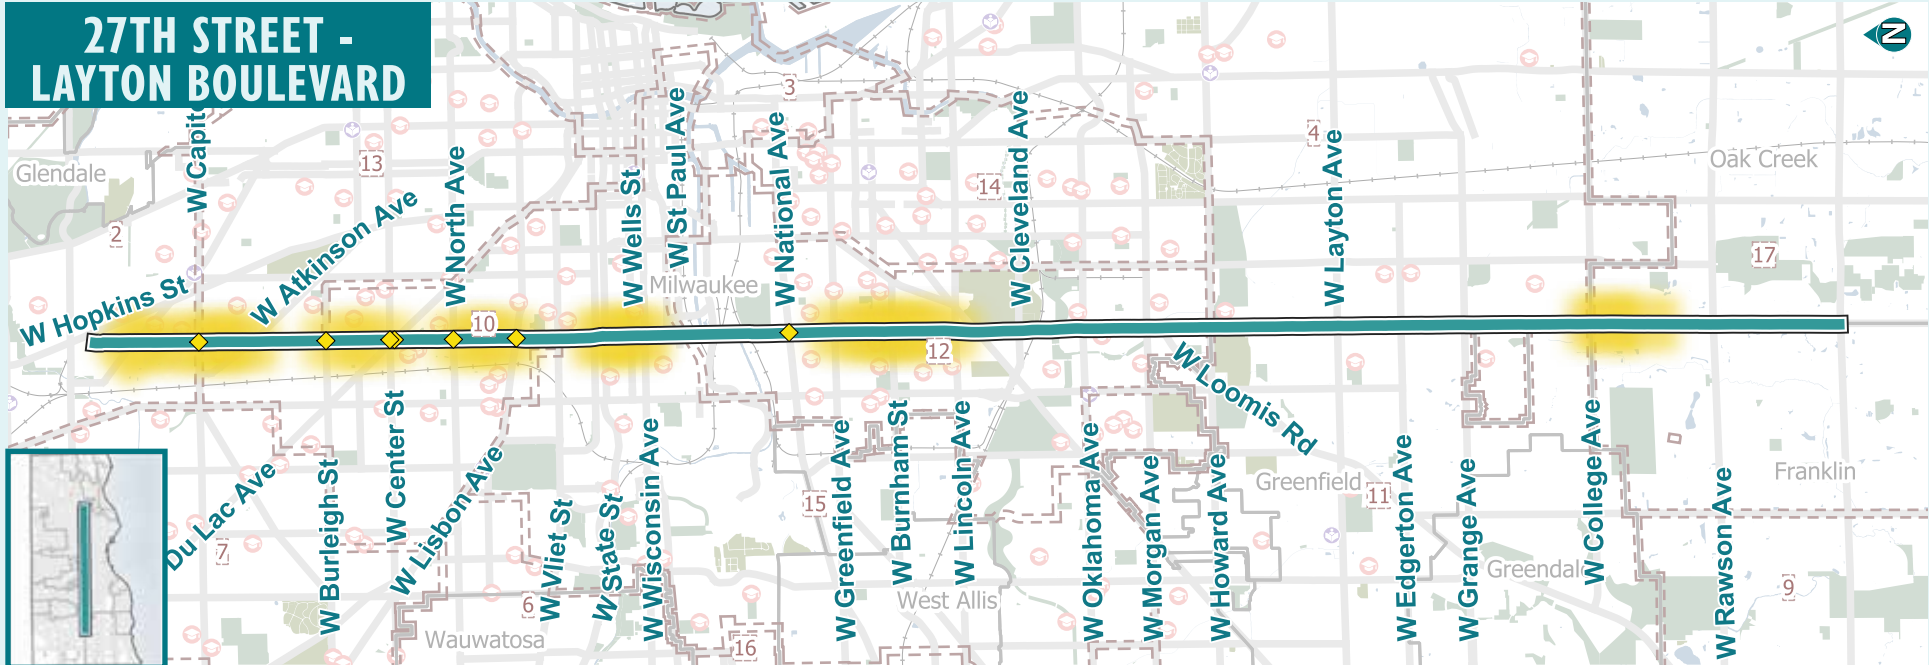 27TH STREET -
LAYTON BOULEVARD
N
Glendale
2
W Hopkins St
W Capito
W Atkinson Ave
13
W North Ave
10
W Wells St
W St Paul Ave
Milwaukee
3
W National Ave
14
W Cleveland Ave
4
W Layton Ave
Oak Creek
17
12
W Loomis Rd
Du Lac Ave
7
W Burleigh St
W Center St
W Lisbon Ave
6
Wauwatosa
W Vliet St
W State St
W Wisconsin Ave
16
15
W Greenfield Ave
W Burnham St
W Lincoln Ave
West Allis
W Oklahoma Ave
W Morgan Ave
W Howard Ave
Greenfield
11
W Edgerton Ave
W Grange Ave
Greendale
W College Ave
W Rawson Ave
Franklin
9